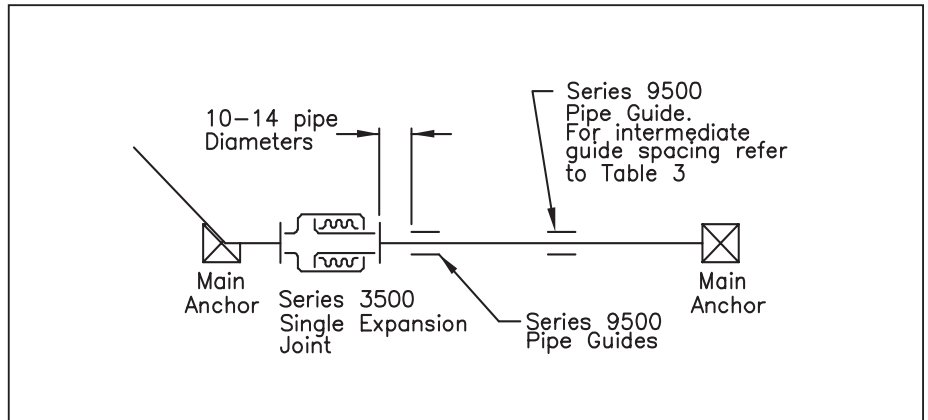 10-14 pipe
Diameters
Series 9500
Pipe Guide.
For intermediate
guide spacing refer
to Table 3
Main
Anchor
Series 3500
Single Expansion
Joint
Series 9500
Pipe Guides
Main
Anchor